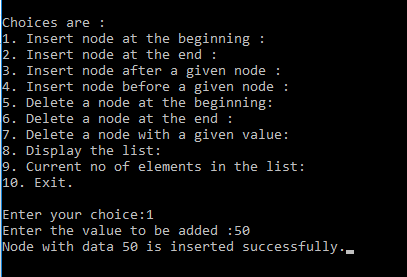 Choices are :
1. Insert node at the beginning :
2. Insert node at the end :
3. Insert node after a given node :
4. Insert node before a given node :
5. Delete a node at the beginning:
6. Delete a node at the end :
7. Delete a node with a given value:
8. Display the list:
9. Current no of elements in the list:
10. Exit.
Enter your choice:1
Enter the value to be added :50
Node with data 50 is inserted successfully.